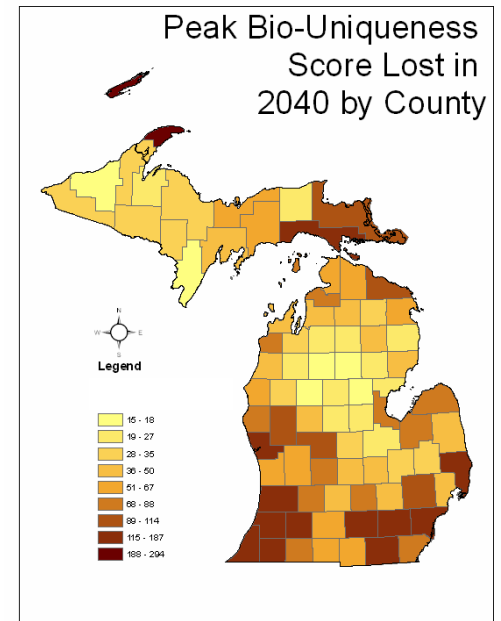 Peak Bio-Uniqueness
Score Lost in
2040 by County
N
W E
S
Legend
15 - 18
19 - 27
28 - 35
36 - 50
51 - 67
68 - 88
89 - 114
115 - 187
188 - 294